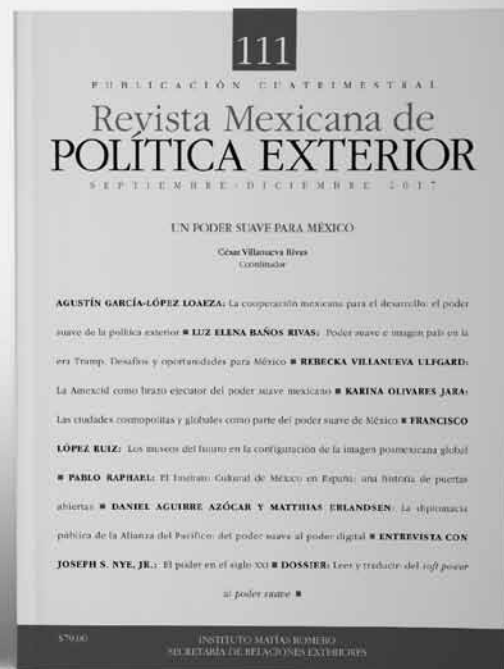 111
PUBLICACIÓN CUATRIMESTRAL
Revista Mexicana de
POLÍTICA EXTERIOR
SEPTIEMBRE-DICIEMBRE 2017
UN PODER SUAVE PARA MÉXICO
César Villanueva Rivas
Coordinador
AGUSTÍN GARCÍA-LÓPEZ LOAEZA: La cooperación mexicana para el desarrollo: el poder
suave de la política exterior ■ LUZ ELENA BAÑOS RIVAS: Poder suave e imagen país en la
era Trump. Desafíos y oportunidades para México ■ REBECKA VILLANUEVA ULFGARD:
La Amexcid como brazo ejecutor del poder suave mexicano ■ KARINA OLIVARES JARA:
Las ciudades cosmopolitas y globales como parte del poder suave de México ■ FRANCISCO
LÓPEZ RUIZ: Los museos del futuro en la configuración de la imagen posmexicana global
■ PABLO RAPHAEL: El Instituto Cultural de México en España: una historia de puertas
abiertas ■ DANIEL AGUIRRE AZÓCAR Y MATTHIAS ERLANDSEN: La diplomacia
pública de la Alianza del Pacífico: del poder suave al poder digital ■ ENTREVISTA CON
JOSEPH S. NYE, JR.: El poder en el siglo XXI ■ DOSSIER: Leer y traducir: del soft power
al poder suave ■
$79.00
INSTITUTO MATÍAS ROMERO
SECRETARÍA DE RELACIONES EXTERIORES